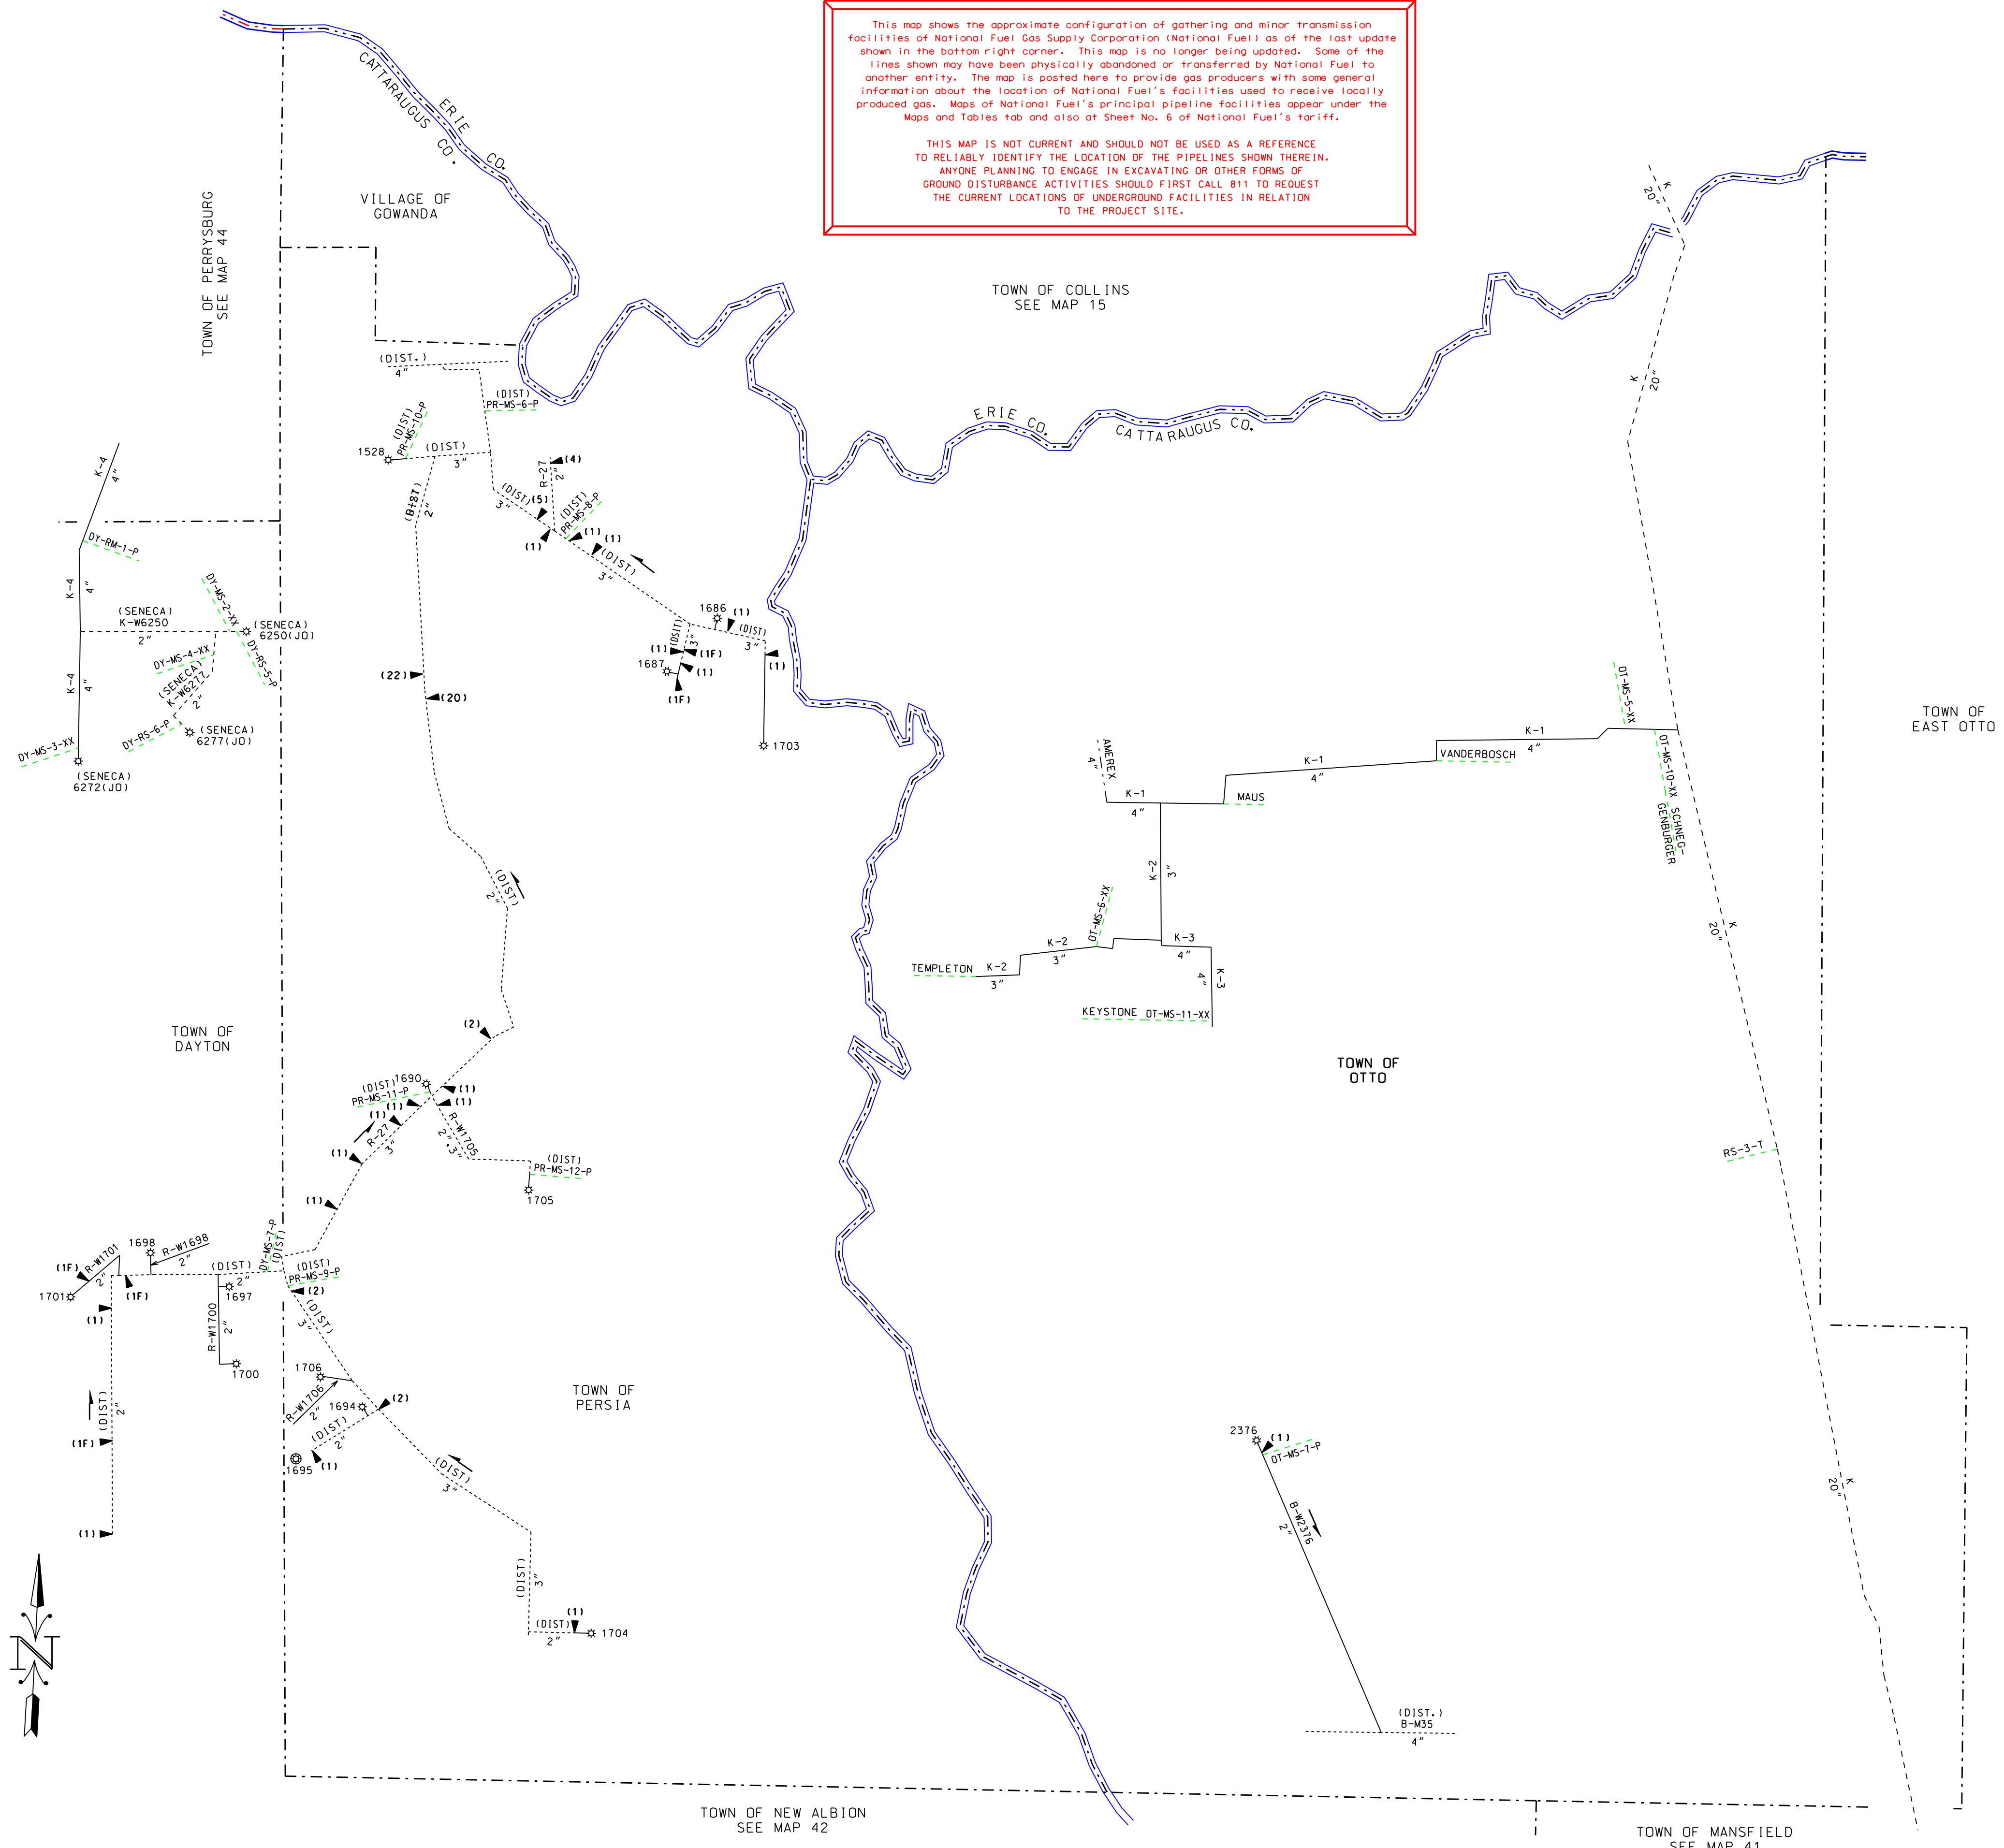 This map shows the approximate configuration of gathering and minor transmission
facilities of National Fuel Gas Supply Corporation (National Fuel) as of the last update
shown in the bottom right corner. This map is no longer being updated. Some of the
lines shown may have been physically abandoned or transferred by National Fuel to
another entity. The map is posted here to provide gas producers with some general
information about the location of National Fuel's facilities used to receive locally
produced gas. Maps of National Fuel's principal pipeline facilities appear under the
Maps and Tables tab and also at Sheet No. 6 of National Fuel's tariff.
THIS MAP IS NOT CURRENT AND SHOULD NOT BE USED AS A REFERENCE
TO RELIABLY IDENTIFY THE LOCATION OF THE PIPELINES SHOWN THEREIN.
ANYONE PLANNING TO ENGAGE IN EXCAVATING OR OTHER FORMS OF
GROUND DISTURBANCE ACTIVITIES SHOULD FIRST CALL 811 TO REQUEST
THE CURRENT LOCATIONS OF UNDERGROUND FACILITIES IN RELATION
TO THE PROJECT SITE.
ERIE CO.
CATTARAUGUS CO.
VILLAGE OF
GOWANDA
TOWN OF PERRYSBURG
SEE MAP 44
TOWN OF COLLINS
SEE MAP 15
K
20"
K
20"
ERIE CO.
CATTARAUGUS CO.
(DIST.)
4"
(DIST)
PR-MS-6-P
(DIST)
PR-MS-10-P
1528
(DIST)
3"
R-27
2"
(4)
(DIST)
3"
(5)
(DIST)
PR-MS-8-P
(1)
(1)
(1)
(DIST)
3"
(DIST)
2"
K-4
4"
DY-RM-1-P
K-4
4"
(SENECA)
K-W6250
2"
DY-MS-2-XX
(SENECA)
6250(JO)
DY-RS-5-P
DY-MS-4-XX
(SENECA)
K-W6277
2"
K-4
4"
DY-RS-6-P
(SENECA)
6277(JO)
DY-MS-3-XX
(SENECA)
6272(JO)
1686
(1)
(DIST)
3"
(DSIT)
3"
(1)
(1F)
1687
(1)
(1F)
(1)
1703
(22)
(20)
OT-MS-5-XX
TOWN OF
EAST OTTO
K-1
4"
VANDERBOSCH
OT-MS-10-XX
SCHNEG-
GENBURGER
AMEREX
4"
K-1
4"
K-1
4"
MAUS
K-2
3"
(DIST)
2"
OT-MS-6-XX
K
20"
K-2
3"
K-3
4"
TEMPLETON
K-2
3"
K-3
4"
KEYSTONE
OT-MS-11-XX
(2)
TOWN OF
DAYTON
TOWN OF
OTTO
1690
(DIST)
PR-MS-11-P
(1)
(1)
(1)
(1)
R-27
3"
R-W1705
2",3"
(1)
(DIST)
PR-MS-12-P
1705
RS-3-T
(1)
DY-MS-7-P
(DIST)
1698
R-W1698
2"
R-W1701
2"
(1F)
1701
(1F)
(DIST)
2"
(DIST)
PR-MS-9-P
(2)
1697
(1)
R-W1700
2"
(DIST)
3"
1700
1706
R-W1706
2"
1694
(2)
(DIST)
2"
(DIST)
2"
(1F)
1695
(1)
TOWN OF
PERSIA
(DIST)
3"
2376
(1)
OT-MS-7-P
K
20"
(1)
B-W2376
2"
(DIST)
3"
(1)
(DIST)
2"
1704
N
(DIST.)
B-M35
4"
TOWN OF NEW ALBION
SEE MAP 42
TOWN OF MANSFIELD
SEE MAP 41